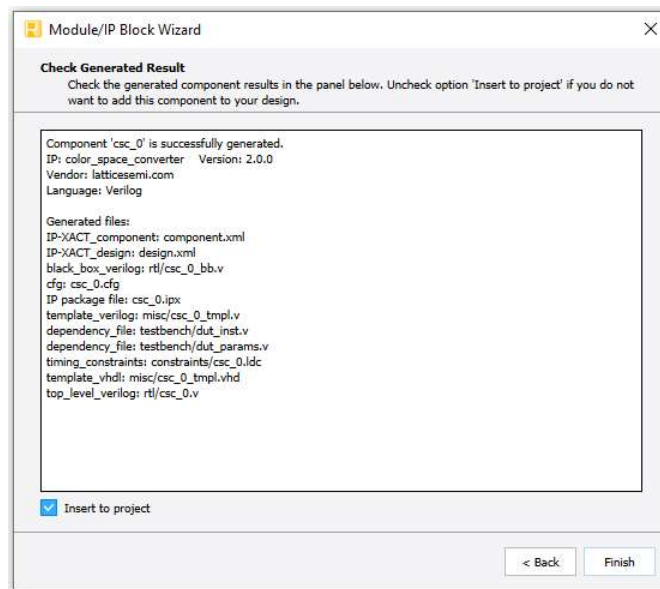 Module/IP Block Wizard
Check Generated Result
Check the generated component results in the panel below. Uncheck option 'Insert to project' if you do not
want to add this component to your design.
Component 'csc_0' is successfully generated.
IP: color_space_converter Version: 2.0.0
Vendor: latticesemi.com
Language: Verilog
Generated files:
IP-XACT_component: component.xml
IP-XACT_design: design.xml
black_box_verilog: rtl/csc_0_bb.v
cfg: csc_0.cfg
IP package file: csc_0.ipx
template_verilog: misc/csc_0_tmpl.v
dependency_file: testbench/dut_inst.v
dependency_file: testbench/dut_params.v
timing_constraints: constraints/csc_0.ldc
template_vhdl: misc/csc_0_tmpl.vhd
top_level_verilog: rtl/csc_0.v
Insert to project
< Back Finish